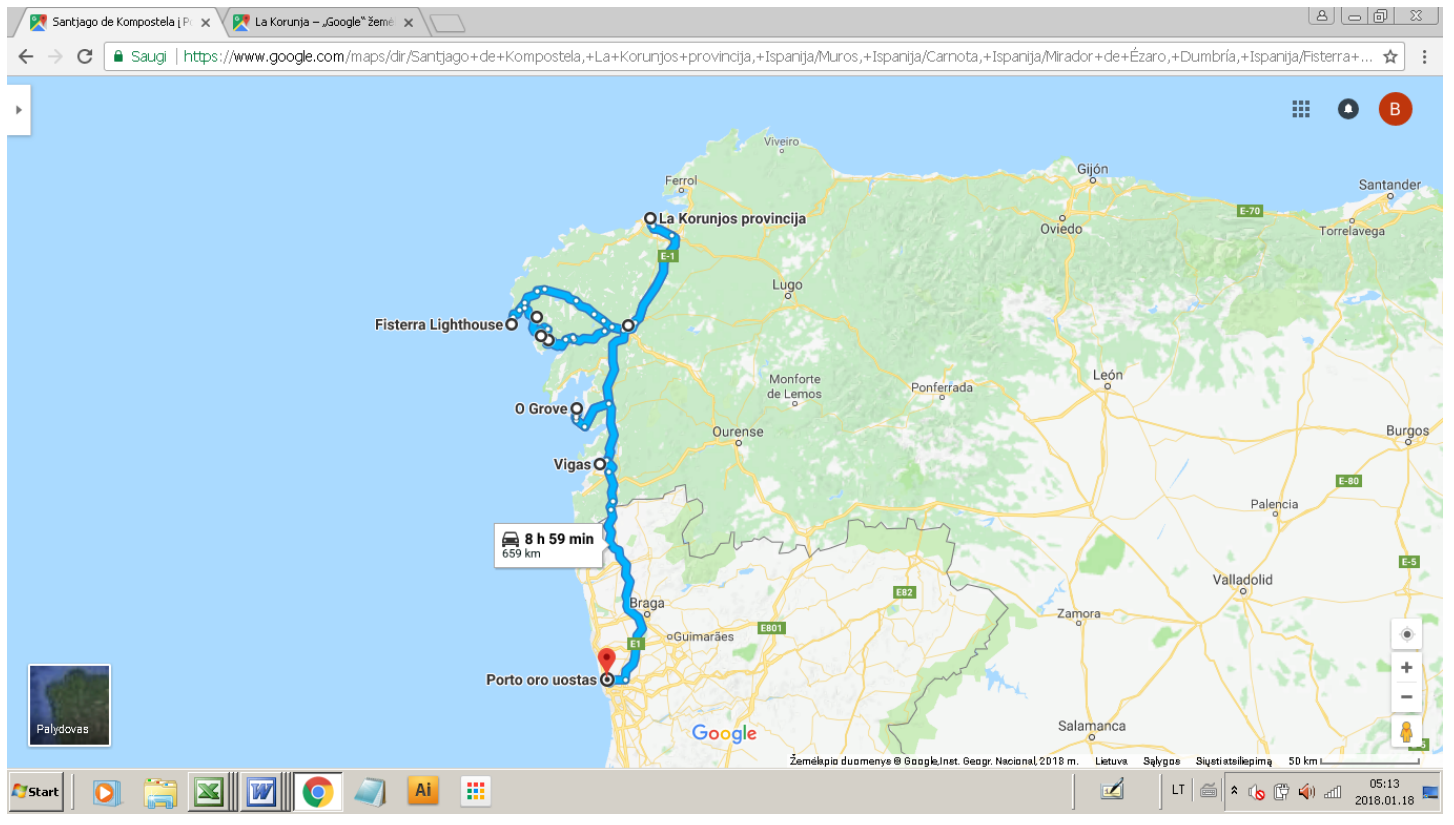 Santjago de Kompostela į P
La Korunja – „Google“ žemė
Saugi
https://www.google.com/maps/dir/Santjago+de+Kompostela,+La+Korunjos+provincija,+Ispanija/Muros,+Ispanija/Carnota,+Ispanija/Mirador+de+Ézaro,+Dumbría,+Ispanija/Fisterra+...
B
Viveiro
Ferrol
Gijón
Santander
La Korunjos provincija
E-70
Oviedo
Torrelavega
E-1
Lugo
Fisterra Lighthouse
León
Monforte
de Lemos
Ponferrada
O Grove
Ourense
Burgos
Vigas
E-80
Palencia
8 h 59 min
659 km
E-5
Valladolid
E82
Braga
Zamora
E801
Guimarães
E1
Porto oro uostas
Palydovas
Salamanca
Google
Žemėlapio duomenys © Google, Inst. Geogr. Nacional, 2018 m. Lietuva Sąlygos Siųsti atsiliepimą 50 km
Start
Ai
LT
05:13
2018.01.18